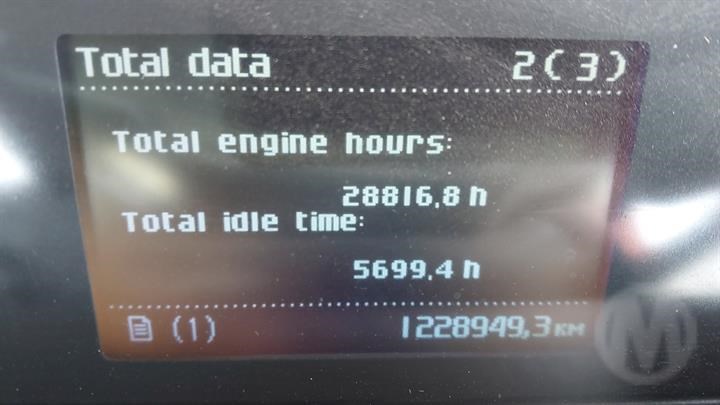 Total data 2(3)
Total engine hours:
28816,8 h
Total idle time:
5699,4 h
(1) 1228949,3 KM
M